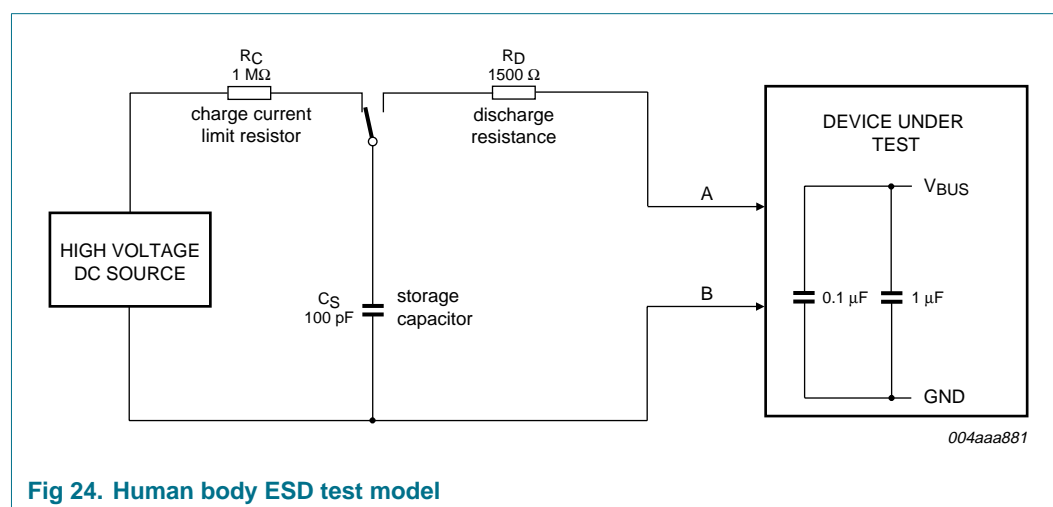 RC
1 MΩ
charge current
limit resistor
RD
1500 Ω
discharge
resistance
HIGH VOLTAGE
DC SOURCE
CS
100 pF
storage
capacitor
A
B
DEVICE UNDER
TEST
VBUS
0.1 μF
1 μF
GND
004aaa881
Fig 24. Human body ESD test model